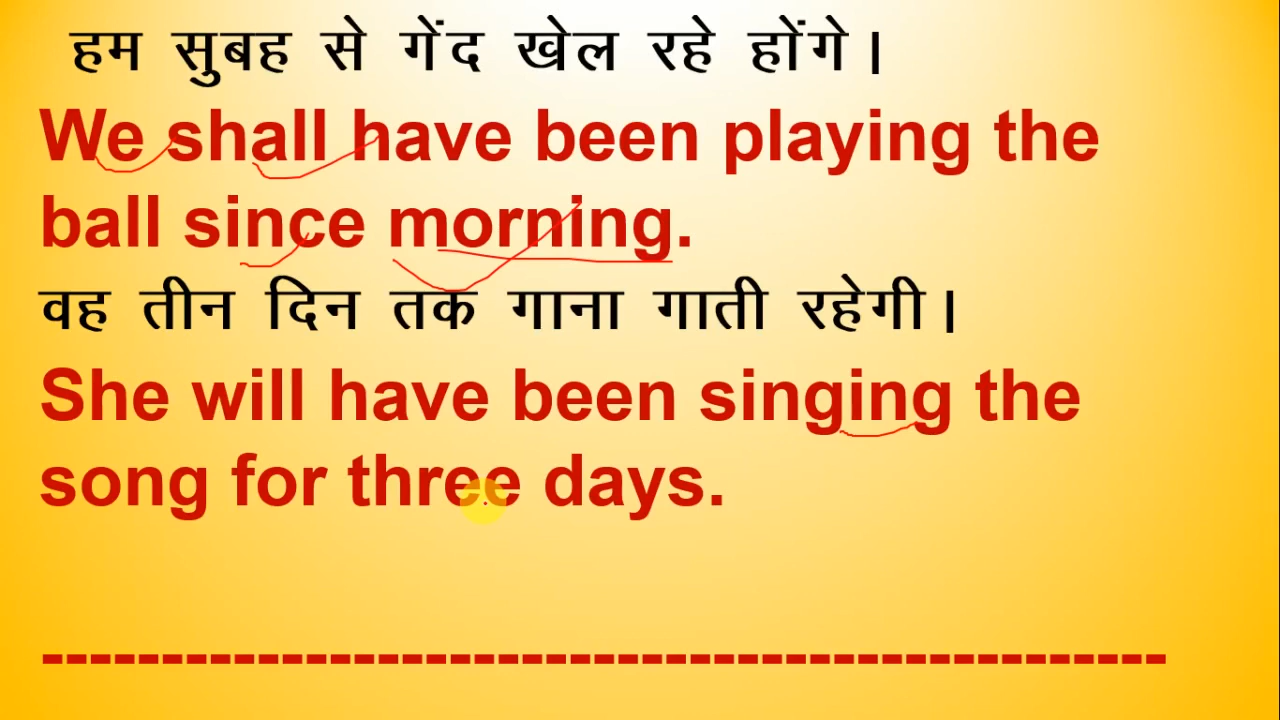 हम सुबह से गेंद खेल रहे होंगे।
We shall have been playing the
ball since morning.
वह तीन दिन तक गाना गाती रहेगी।
She will have been singing the
song for three days.